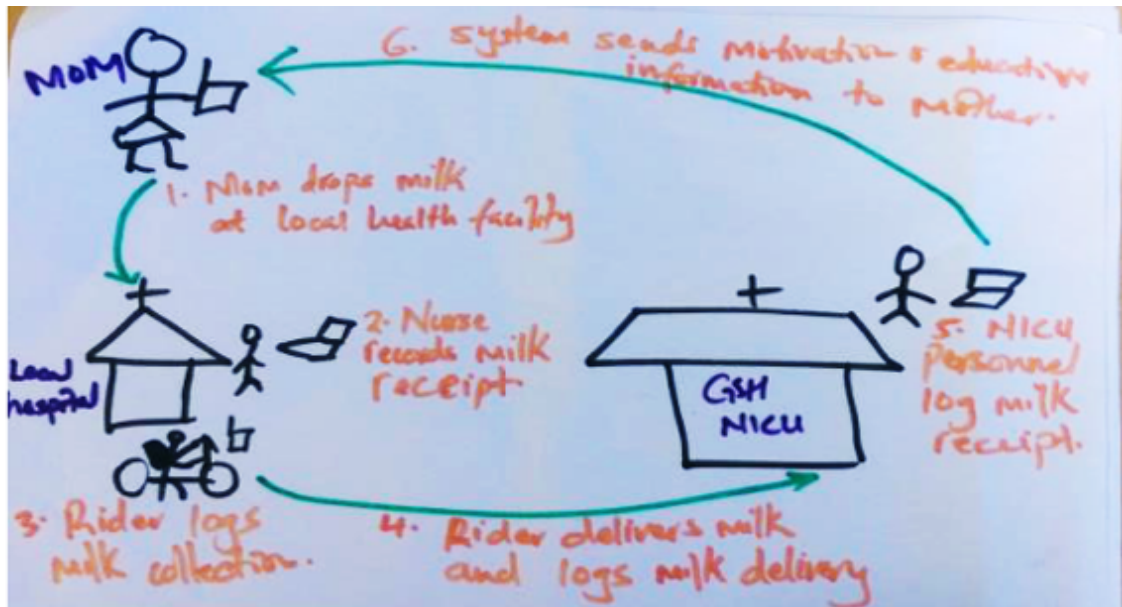 MOM
6. System sends motivation & education
information to Mother.
1. Mom drops milk
at local health facility
Local
hospital
2. Nurse
records milk
receipt
GSH
NICU
5. NICU
personnel
log milk
receipt.
3. Rider logs
milk collection.
4. Rider delivers milk
and logs milk delivery